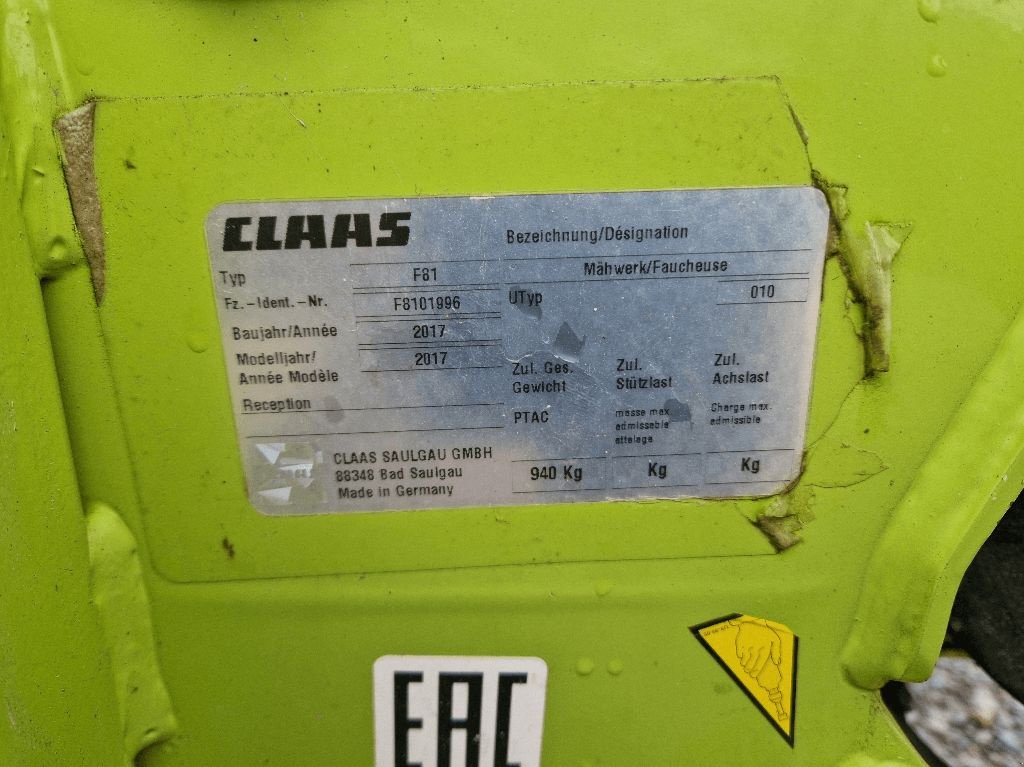 CLAAS
Bezeichnung/Désignation
Typ F81 Mähwerk/Faucheuse
Fz.-Ident.-Nr. F8101996 UTyp 010
Baujahr/Année 2017
Modelljahr/
Année Modèle 2017
Zul. Ges.
Gewicht
Zul.
Stützlast
Zul.
Achslast
Reception
PTAC
masse max.
admissable
attelage
Charge max.
admissible
CLAAS SAULGAU GMBH
88348 Bad Saulgau
Made in Germany
940 Kg Kg Kg
EAC